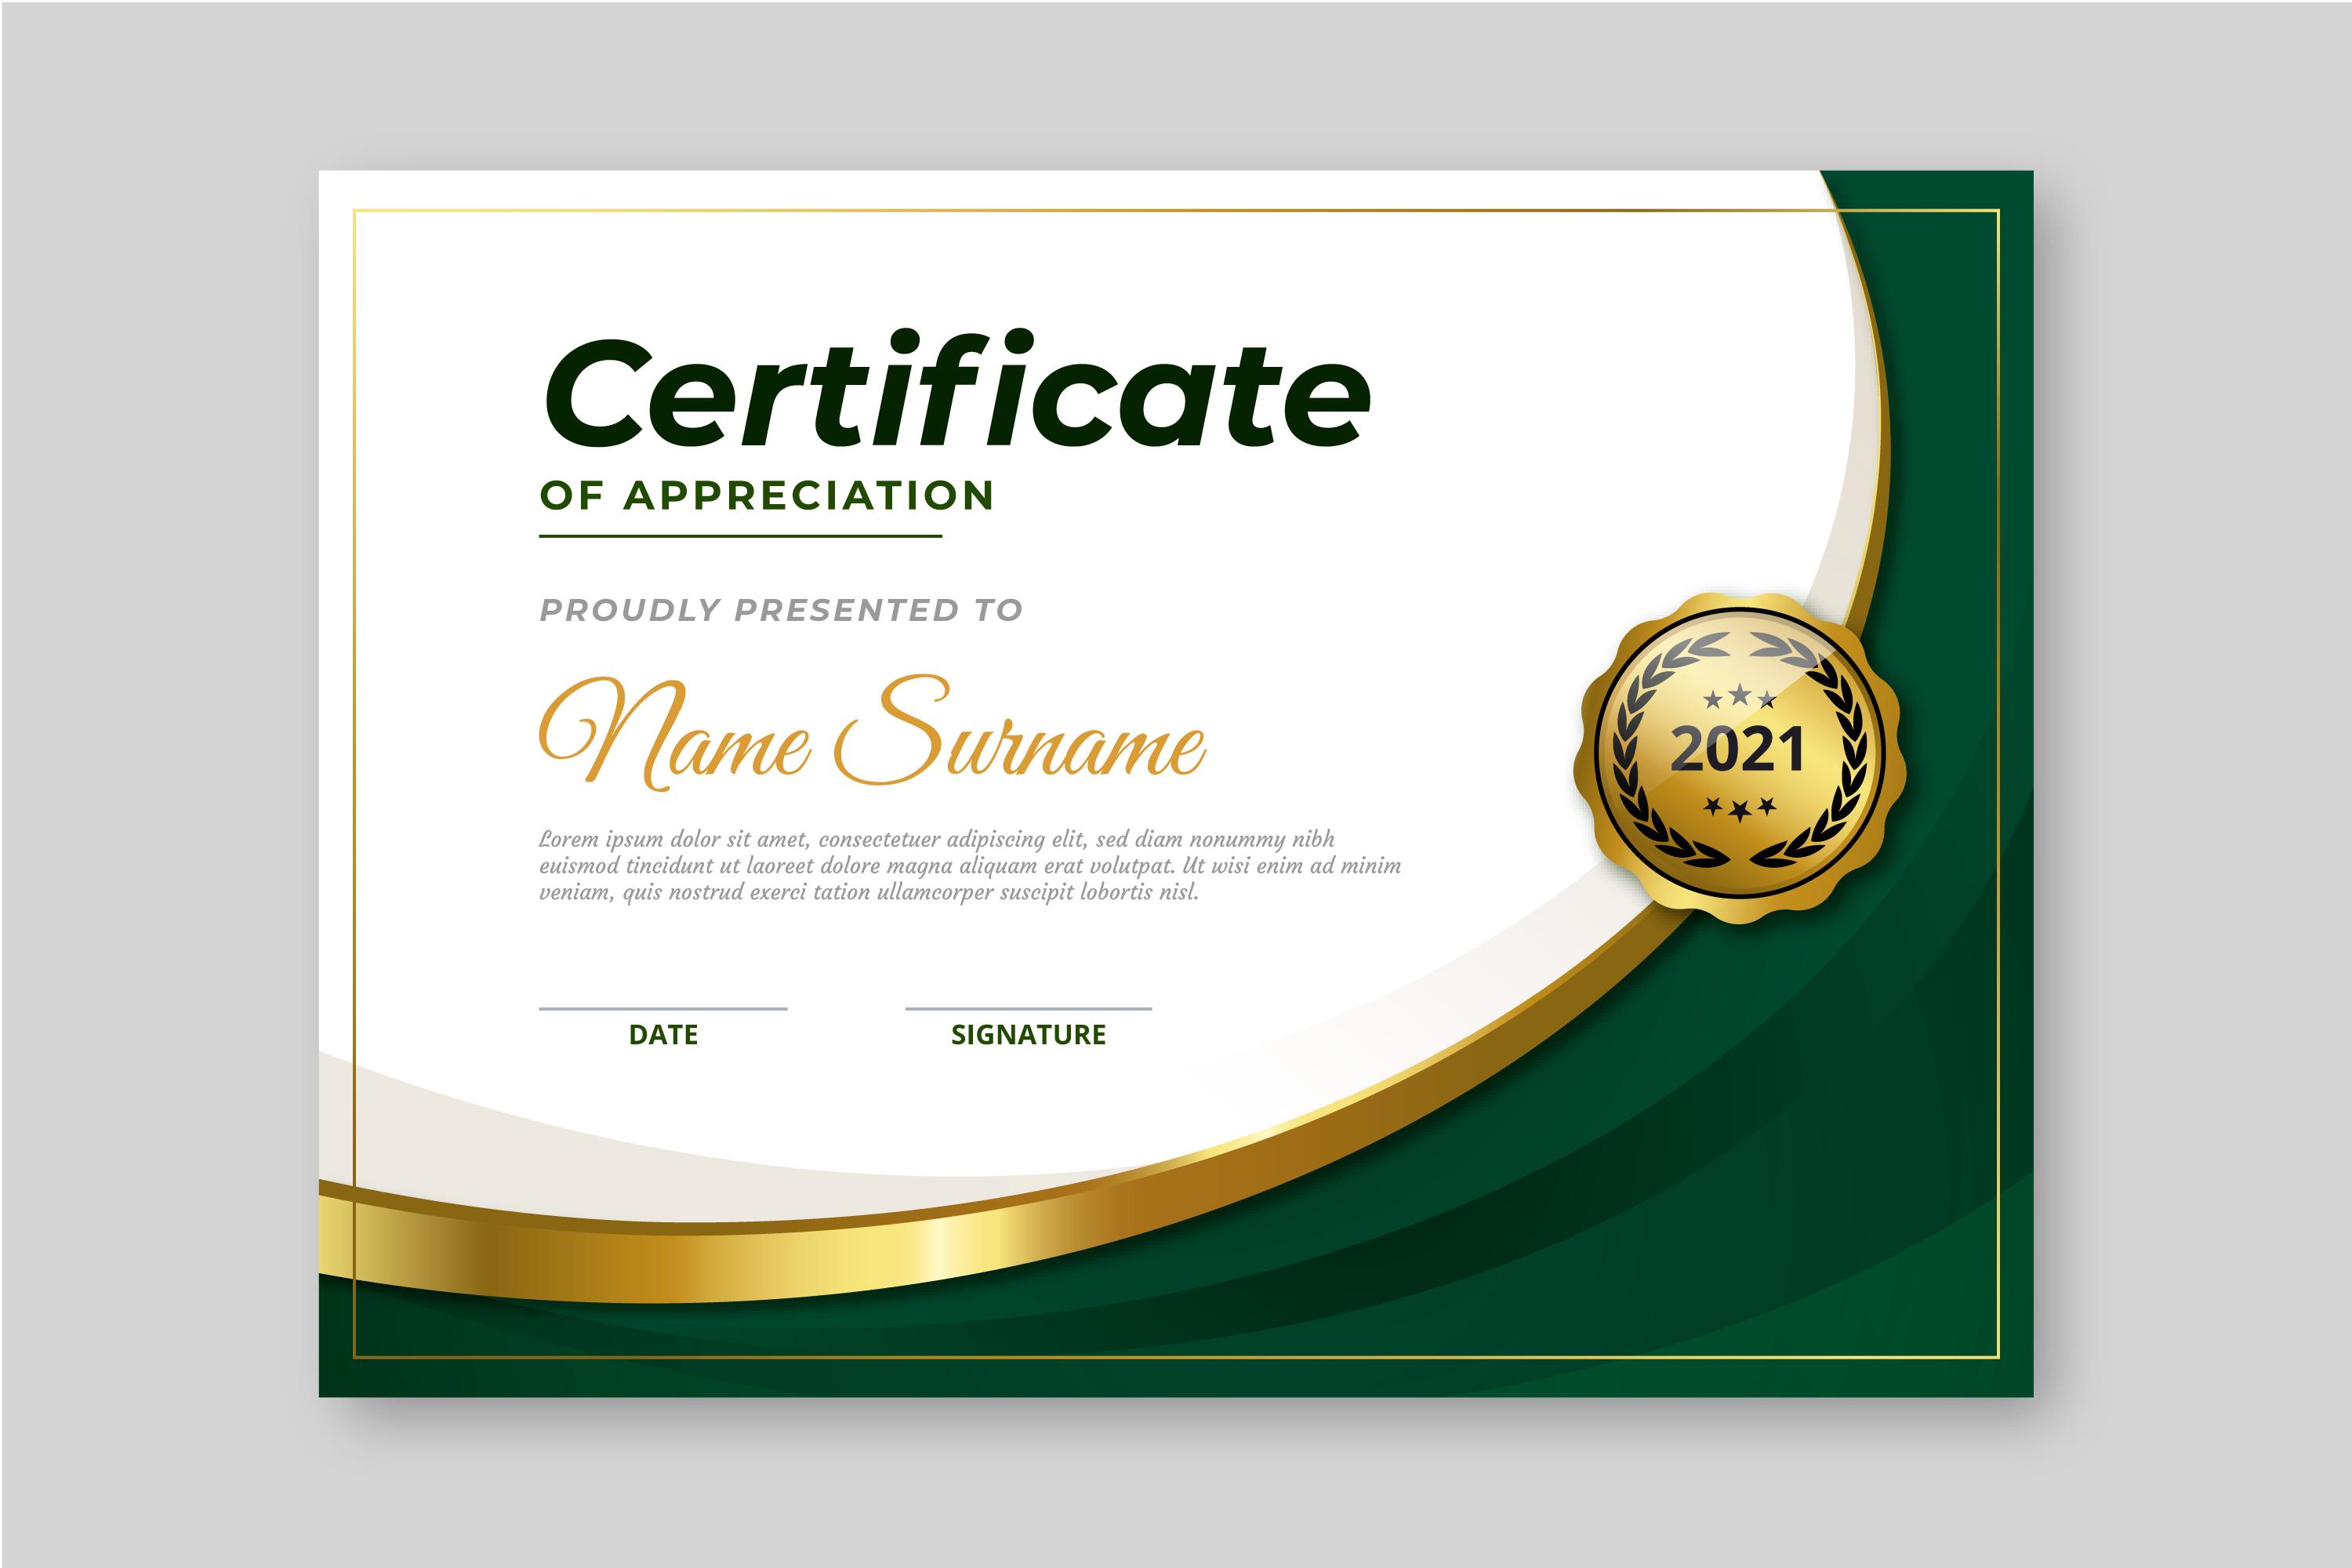 Certificate
OF APPRECIATION
PROUDLY PRESENTED TO
Name Surname
Lorem ipsum dolor sit amet, consectetuer adipiscing elit, sed diam nonummy nibh
euismod tincidunt ut laoreet dolore magna aliquam erat volutpat. Ut wisi enim ad minim
veniam, quis nostrud exerci tation ullamcorper suscipit lobortis nisl.
DATE
SIGNATURE
2021